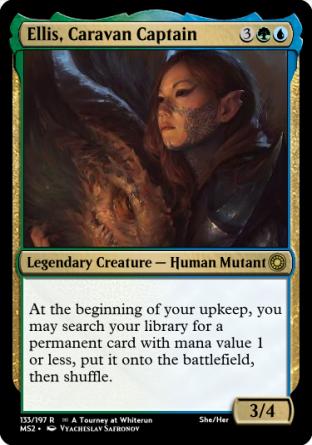 Ellis, Caravan Captain 3
Legendary Creature — Human Mutant
At the beginning of your upkeep, you
may search your library for a
permanent card with mana value 1
or less, put it onto the battlefield,
then shuffle.
3/4
133/197 R A Tourney at Whiterun She/Her
MS2 • Vyacheslav Safronov